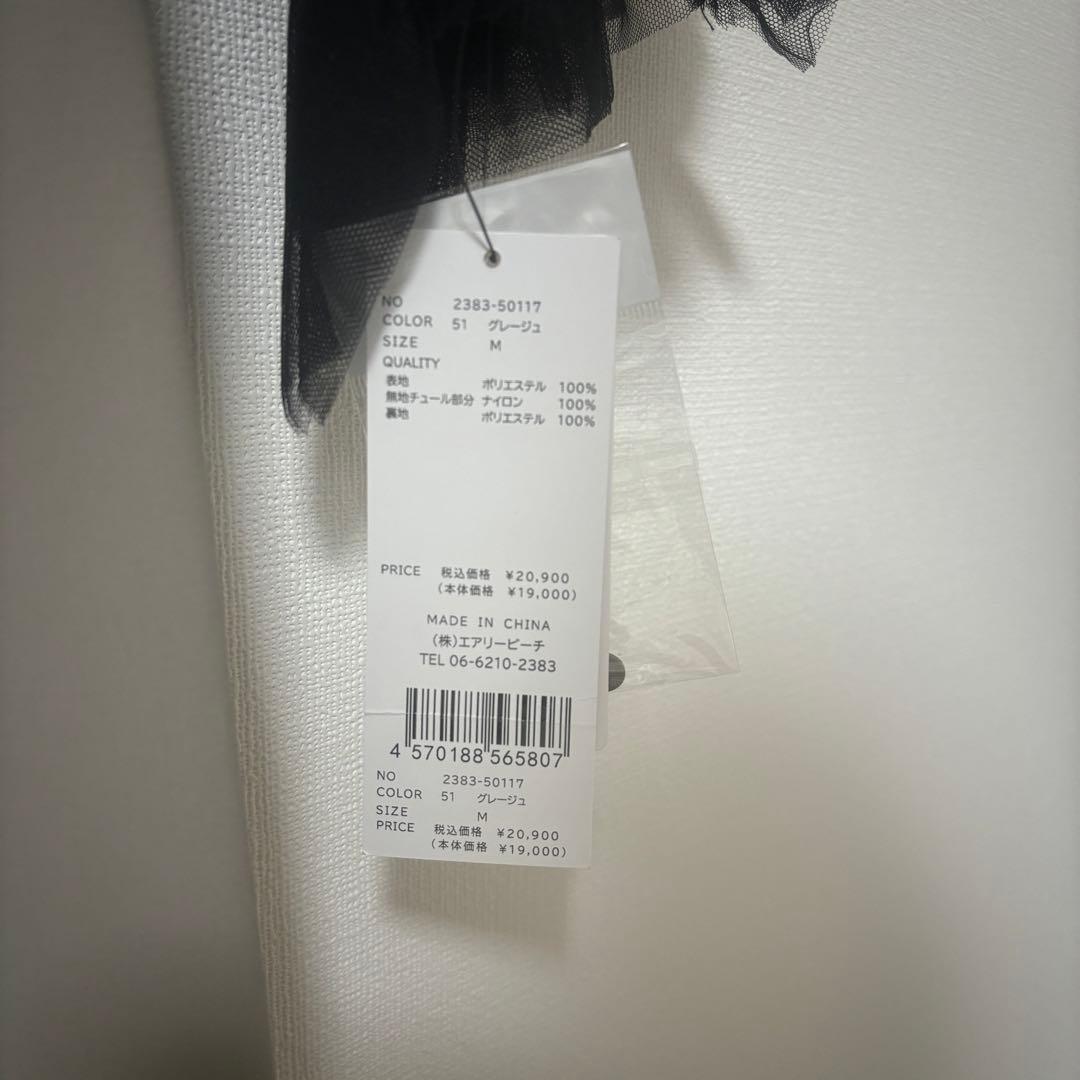 NO 2383-50117
COLOR 51 グレージュ
SIZE M
QUALITY
表地 ポリエステル 100%
無地チュール部分 ナイロン 100%
裏地 ポリエステル 100%
PRICE 税込価格 ¥20,900
(本体価格 ¥19,000)
MADE IN CHINA
(株)エアリーピーチ
TEL 06-6210-2383
4 570188 565807
NO 2383-50117
COLOR 51 グレージュ
SIZE M
PRICE 税込価格 ¥20,900
(本体価格 ¥19,000)